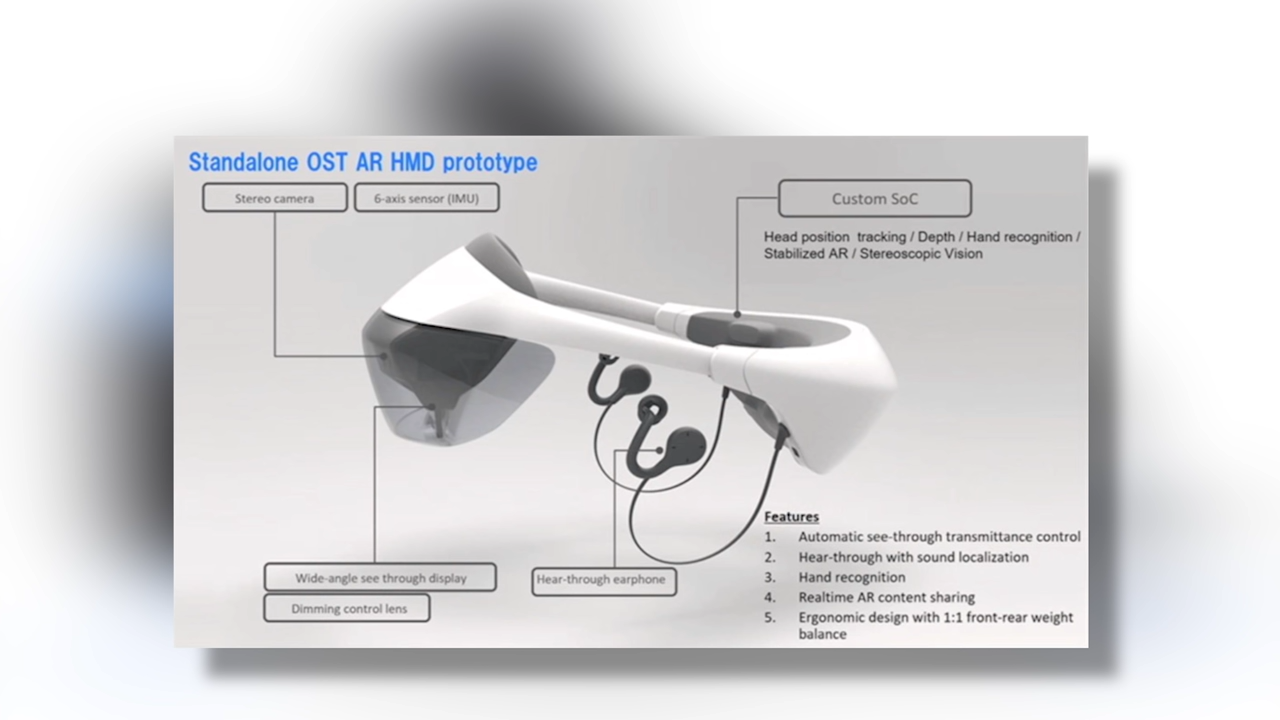 Standalone OST AR HMD prototype
Stereo camera
6-axis sensor (IMU)
Custom SoC
Head position tracking / Depth / Hand recognition /
Stabilized AR / Stereoscopic Vision
Wide-angle see through display
Dimming control lens
Hear-through earphone
Features
1. Automatic see-through transmittance control
2. Hear-through with sound localization
3. Hand recognition
4. Realtime AR content sharing
5. Ergonomic design with 1:1 front-rear weight
balance